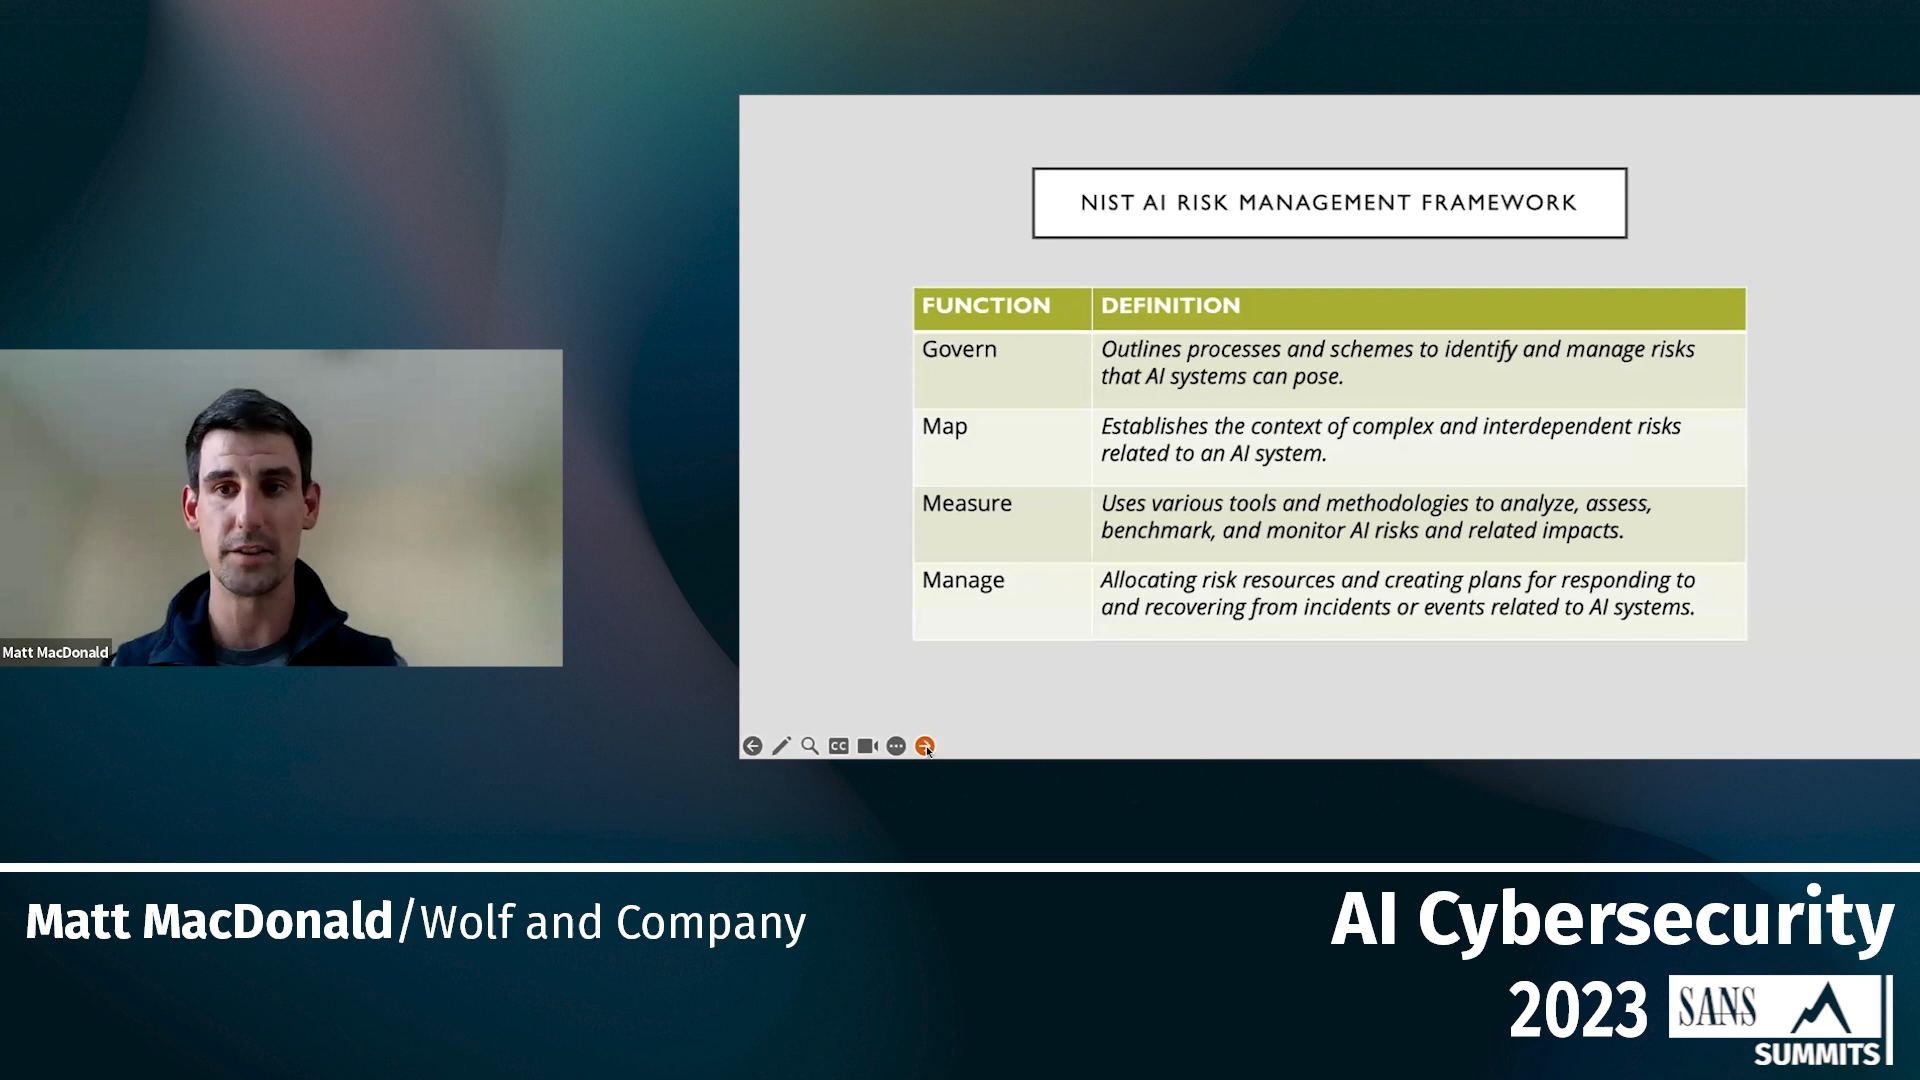 NIST AI RISK MANAGEMENT FRAMEWORK
FUNCTION
DEFINITION
Govern
Outlines processes and schemes to identify and manage risks
that AI systems can pose.
Map
Establishes the context of complex and interdependent risks
related to an AI system.
Measure
Uses various tools and methodologies to analyze, assess,
benchmark, and monitor AI risks and related impacts.
Manage
Allocating risk resources and creating plans for responding to
and recovering from incidents or events related to AI systems.
Matt MacDonald
CC
Matt MacDonald/Wolf and Company
AI Cybersecurity
2023
SANS
SUMMITS